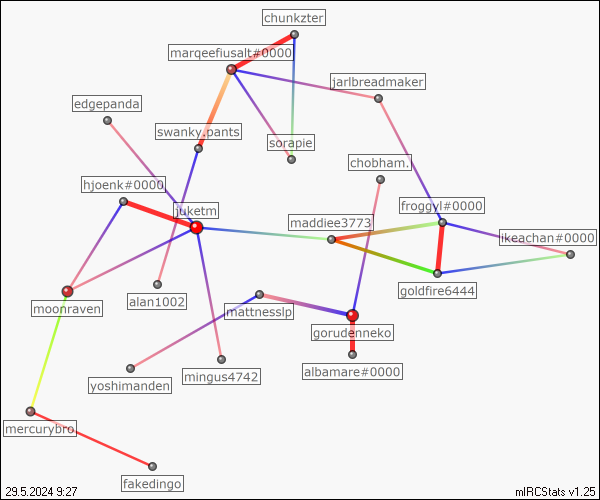 chunkzter
marqeefiusalt#0000
jarlbreadmaker
edgepanda
swanky.pants
sorapie
chobham.
hjoenk#0000
juketm
maddiee3773
froggyl#0000
ikeachan#0000
goldfire6444
moonraven
alan1002
mattnesslp
gorudenneko
yoshimanden
mingus4742
albamare#0000
mercurybro
fakedingo
29.5.2024 9:27
mIRCStats v1.25